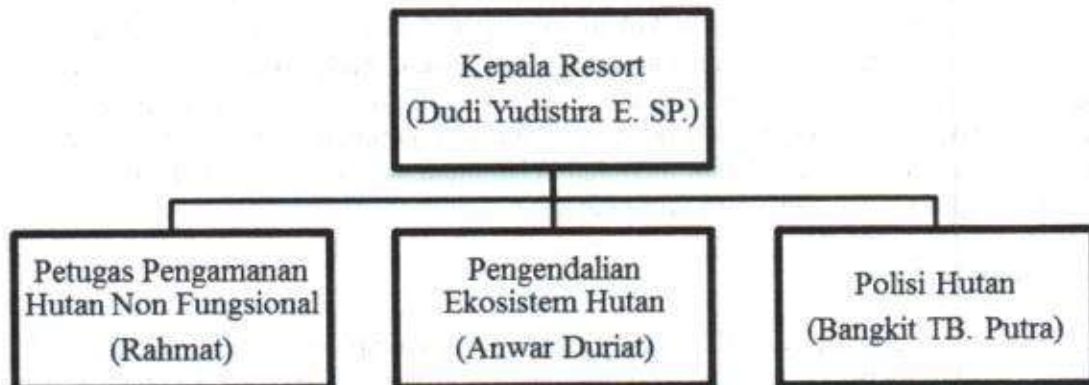 Kepala Resort
(Dudi Yudistira E. SP.)
Petugas Pengamanan
Hutan Non Fungsional
(Rahmat)
Pengendalian
Ekosistem Hutan
(Anwar Duriat)
Polisi Hutan
(Bangkit TB. Putra)